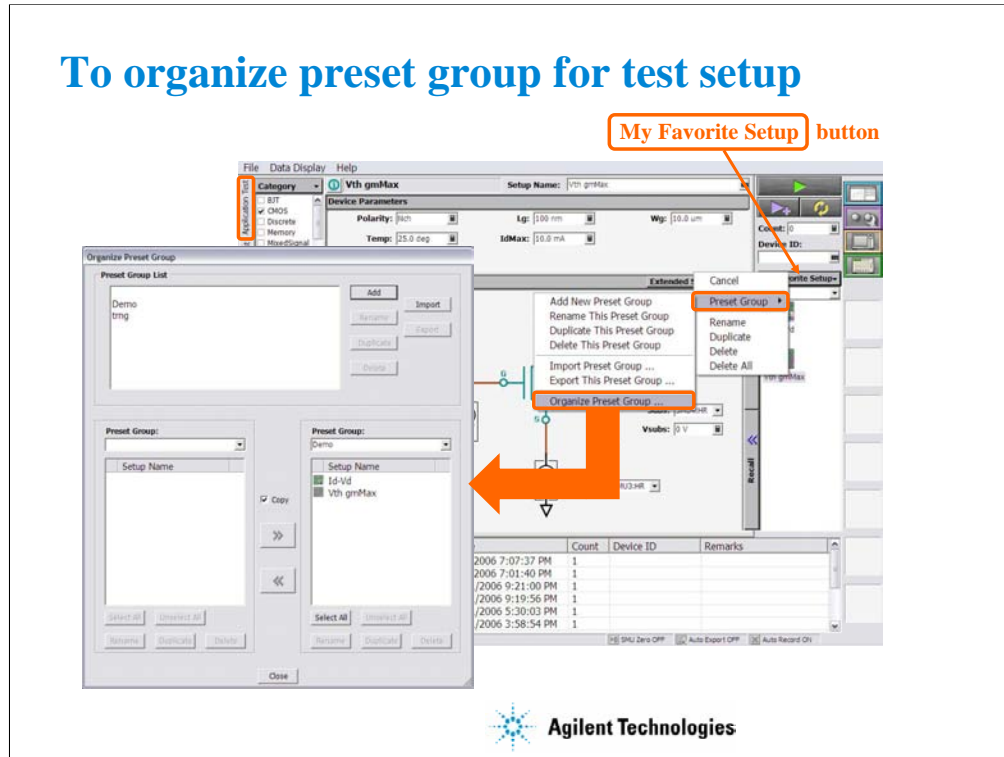 To organize preset group for test setup
My Favorite Setup button
File Data Display Help
Application Test
Category
BJT
CMOS
Discrete
Memory
MixedSignal
Vth gmMax
Setup Name: Vth gmMax
Device Parameters
Polarity: Nch
Lg: 100 nm
Wg: 10.0 um
Temp: 25.0 deg
IdMax: 10.0 mA
Count: 0
Device ID:
Extended
orite Setup
Cancel
Preset Group
Rename
Duplicate
Delete
Delete All
Vth gmMax
Add New Preset Group
Rename This Preset Group
Duplicate This Preset Group
Delete This Preset Group
Import Preset Group ...
Export This Preset Group ...
Organize Preset Group ...
G
S
Vsubs: 0 V
MU3:HR
Recall
Organize Preset Group
Preset Group List
Demo
trng
Add
Rename
Duplicate
Delete
Import
Export
Preset Group:
Setup Name
Copy
>>
<<
Select All Unselect All
Rename Duplicate Delete
Preset Group:
Demo
Setup Name
Id-Vd
Vth gmMax
Select All Unselect All
Rename Duplicate Delete
Close
Count Device ID Remarks
2006 7:07:37 PM 1
2006 7:01:40 PM 1
/2006 9:21:00 PM 1
/2006 9:19:56 PM 1
/2006 5:30:03 PM 1
/2006 3:58:54 PM 1
SMU Zero OFF Auto Export OFF Auto Record ON
Agilent Technologies